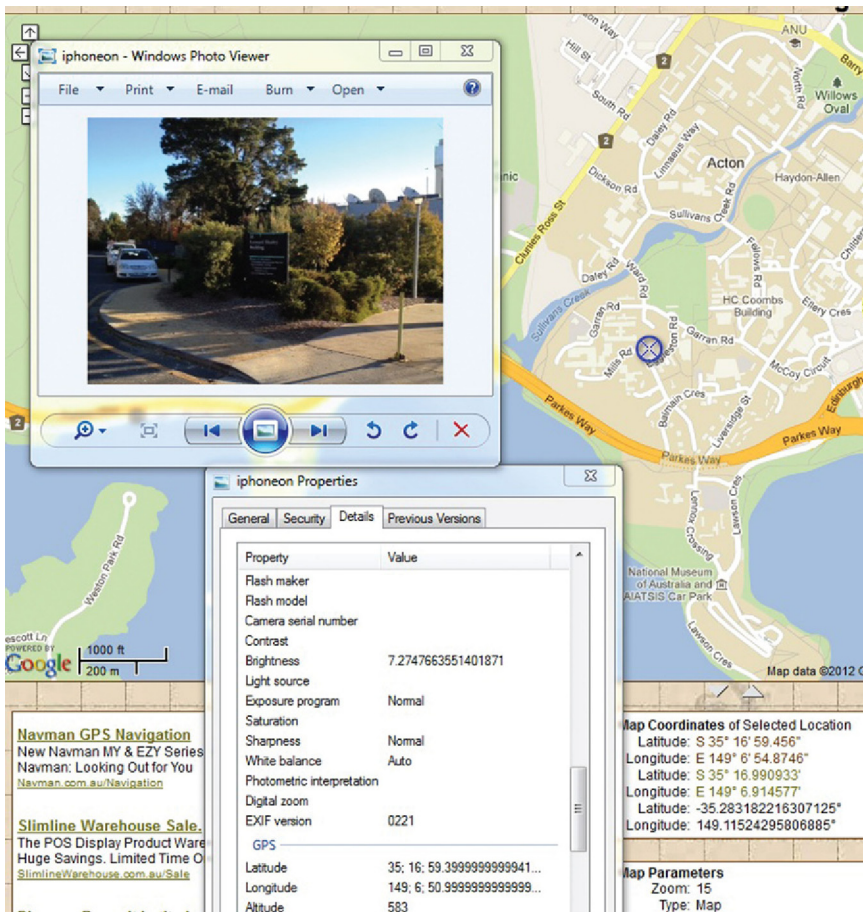 iphoneon - Windows Photo Viewer
File Print E-mail Burn Open
ANU
Barry
Hill St
North Rd
Willows
Oval
2
South Rd
Daley Rd
2
Linnaeus Way
Acton
Dickson Rd
Haydon-Allen
Clunies Ross St
Sullivans Creek Rd
Fellows Rd
Daley Rd
Ward Rd
Sullivans Creek
HC Coombs
Building
Ellery Cres
Garran Rd
Garran Rd
Mills Rd
Eggleston Rd
McCoy Circuit
Balmain Cres
Liversidge St
Edinburgh
Parkes Way
Parkes Way
Parkes Way
2
Lennox Crossing
Lawson Cres
National Museum
of Australia and
AIATSIS Car Park
Lawson Cres
Weston Park Rd
escott Ln
POWERED BY
Google
1000 ft
200 m
Map data ©2012
iphoneon Properties
General Security Details Previous Versions
Property Value
Flash maker
Flash model
Camera serial number
Contrast
Brightness 7.2747663551401871
Light source
Exposure program Normal
Saturation
Sharpness Normal
White balance Auto
Photometric interpretation
Digital zoom
EXIF version 0221
GPS
Latitude 35; 16; 59.3999999999941...
Longitude 149; 6; 50.9999999999999...
Altitude 583
Navman GPS Navigation
New Navman MY & EZY Series
Navman: Looking Out for You
Navman.com.au/Navigation
Slimline Warehouse Sale.
The POS Display Product Ware
Huge Savings. Limited Time O
SlimlineWarehouse.com.au/Sale
Map Coordinates of Selected Location
Latitude: S 35° 16' 59.456"
Longitude: E 149° 6' 54.8746"
Latitude: S 35° 16.990933'
Longitude: E 149° 6.914577'
Latitude: -35.283182216307125°
Longitude: 149.11524295806885°
Map Parameters
Zoom: 15
Type: Map